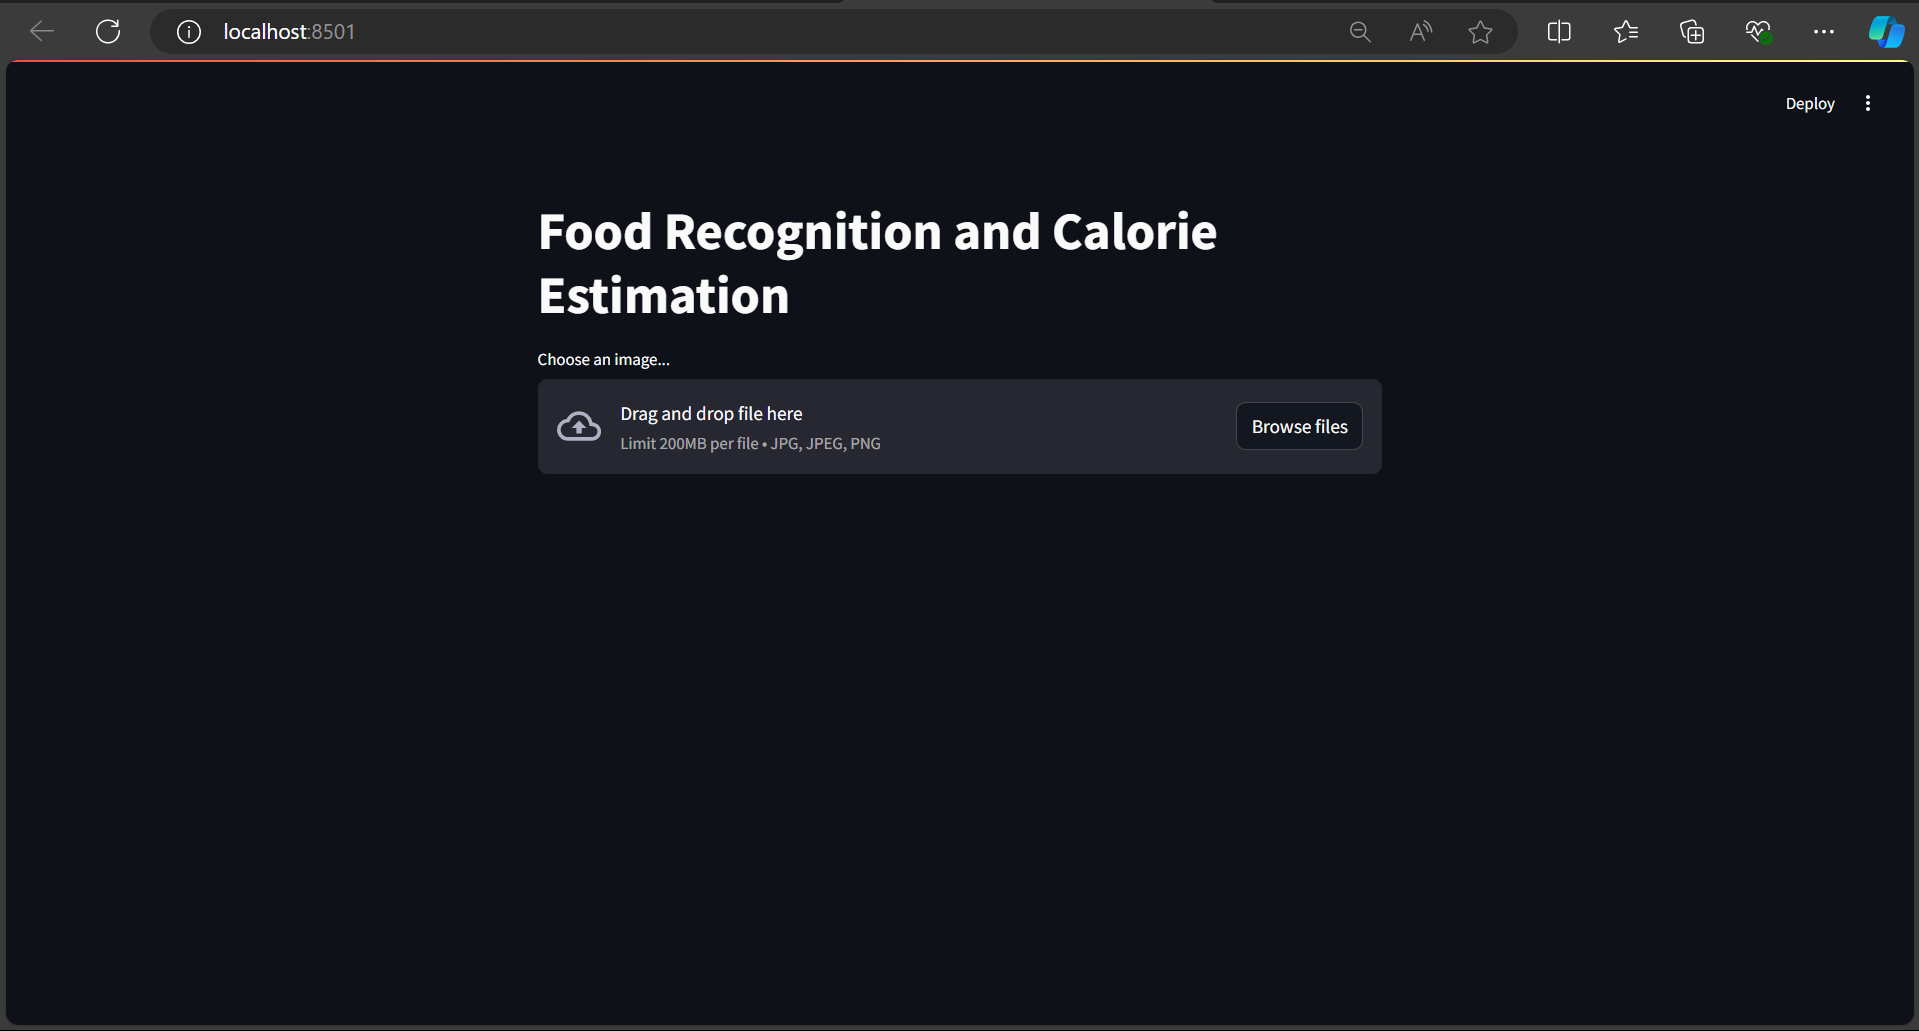 localhost:8501
Deploy
Food Recognition and Calorie
Estimation
Choose an image...
Drag and drop file here
Limit 200MB per file • JPG, JPEG, PNG
Browse files